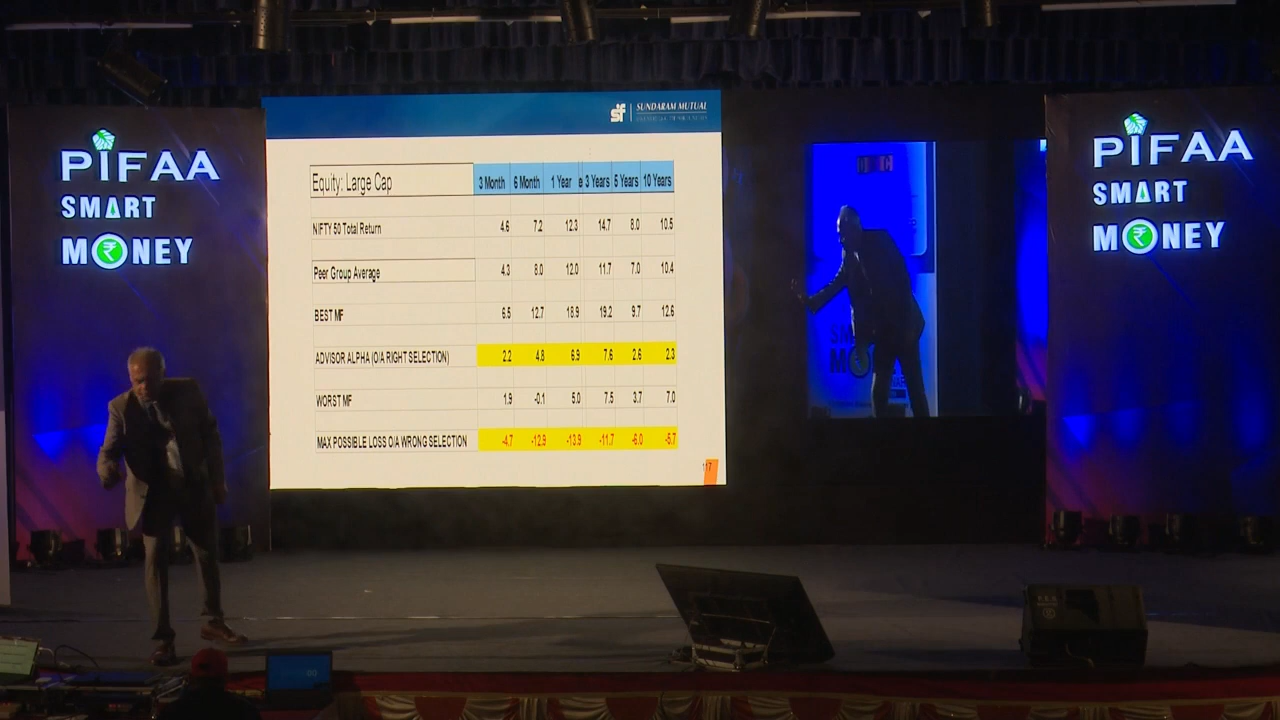 PIFAA
SMART
MONEY
sf SUNDARAM MUTUAL
Equity: Large Cap 3 Month 6 Month 1 Year e 3 Years 5 Years 10 Years
NIFTY 50 Total Return 4.6 7.2 12.3 14.7 8.0 10.5
Peer Group Average 4.3 8.0 12.0 11.7 7.0 10.4
BEST MF 6.5 12.7 18.9 19.2 9.7 12.6
ADVISOR ALPHA (O/A RIGHT SELECTION) 2.2 4.8 6.9 7.6 2.6 2.3
WORST MF 1.9 -0.1 5.0 7.5 3.7 7.0
MAX POSSIBLE LOSS O/A WRONG SELECTION -4.7 -12.9 -13.9 -11.7 -6.0 -5.7
117
SM
M
PIFAA
SMART
MONEY